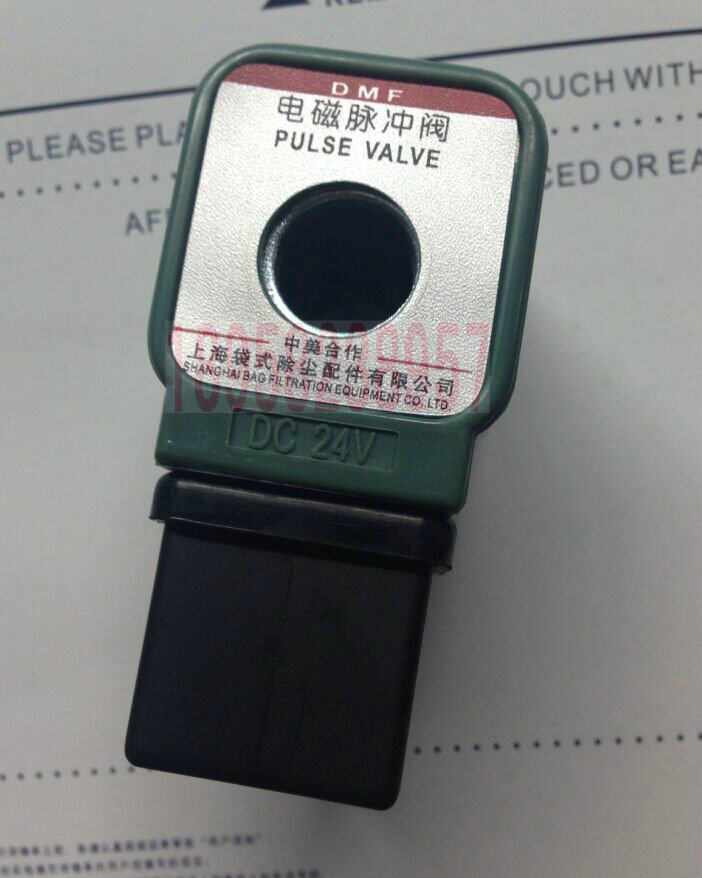 REM
OUCH WITH
PLEASE PLA
CED OR EA
AF
DMF
电磁脉冲阀
PULSE VALVE
中美合作
上海袋式除尘配件有限公司
SHANGHAI BAG FILTRATION EQUIPMENT CO.,LTD.
DC 24V